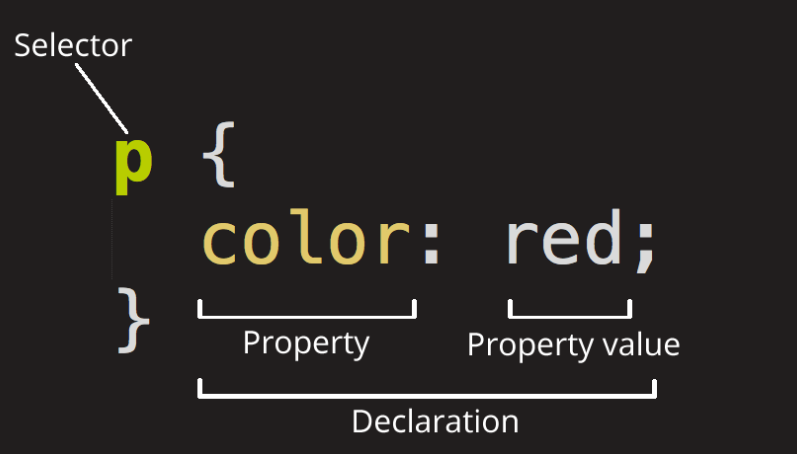 Selector
p {
color: red;
}
Property
Property value
Declaration